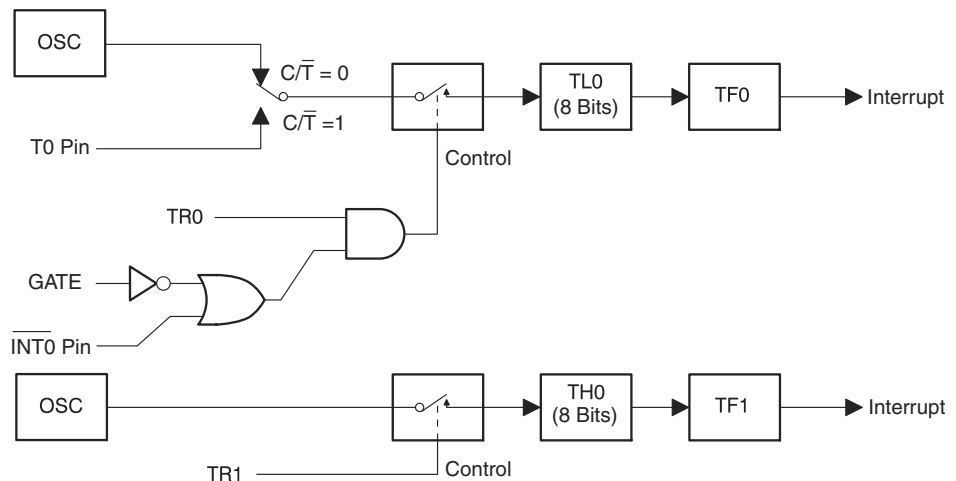 OSC
C/T̅ = 0
C/T̅ =1
T0 Pin
TL0
(8 Bits)
TF0
Interrupt
Control
TR0
GATE
I̅N̅T̅0̅ Pin
OSC
TH0
(8 Bits)
TF1
Interrupt
TR1
Control